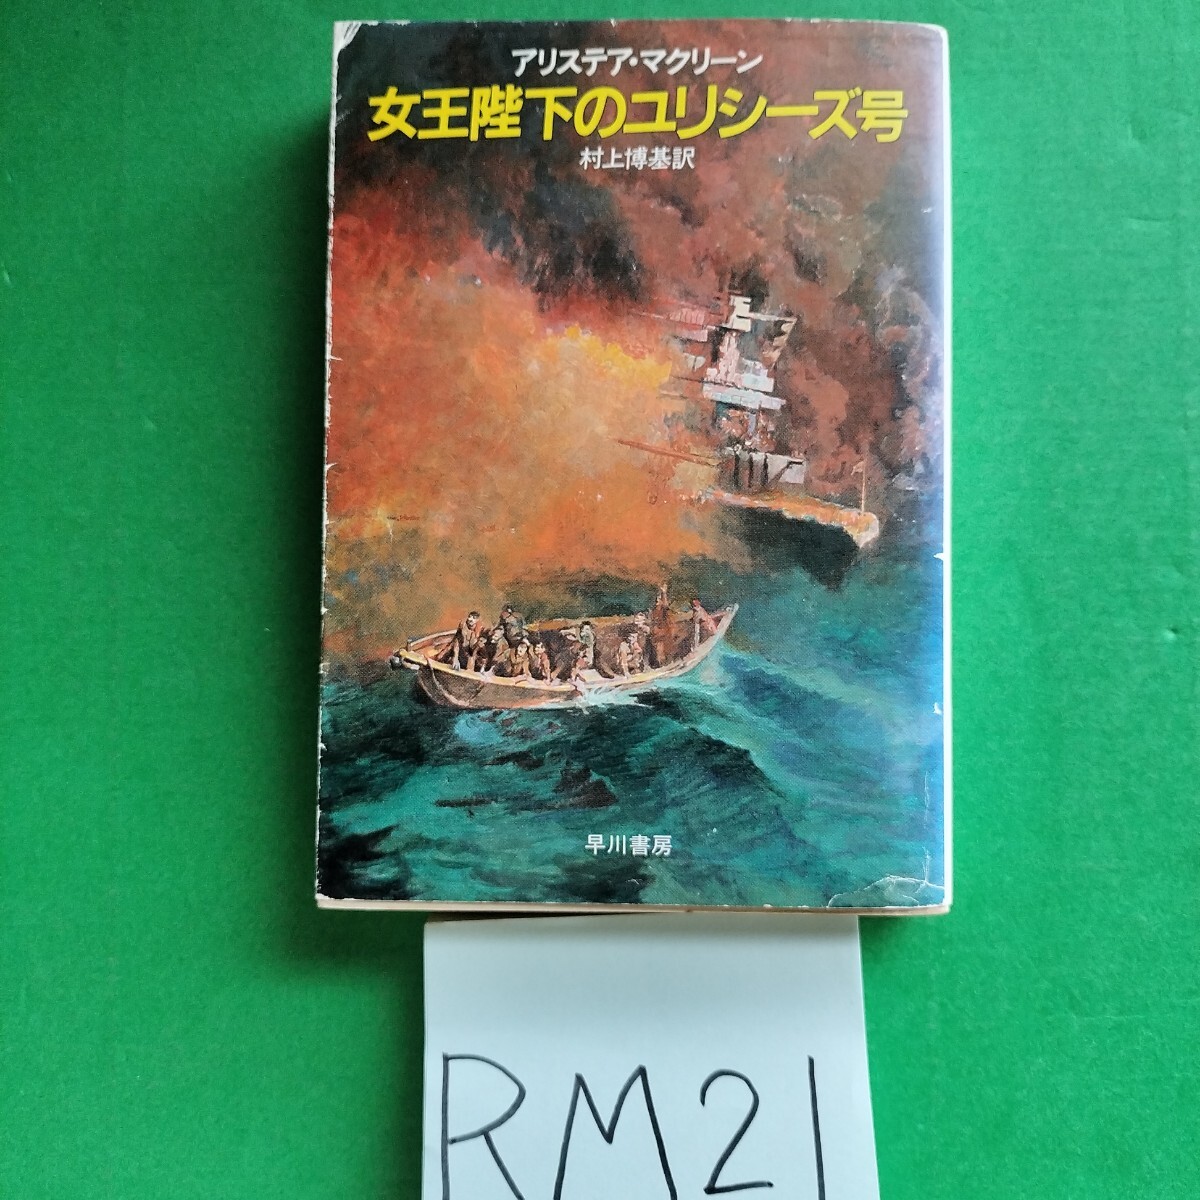 アリステア・マクリーン
女王陛下のユリシーズ号
村上博基訳
早川書房
RM21